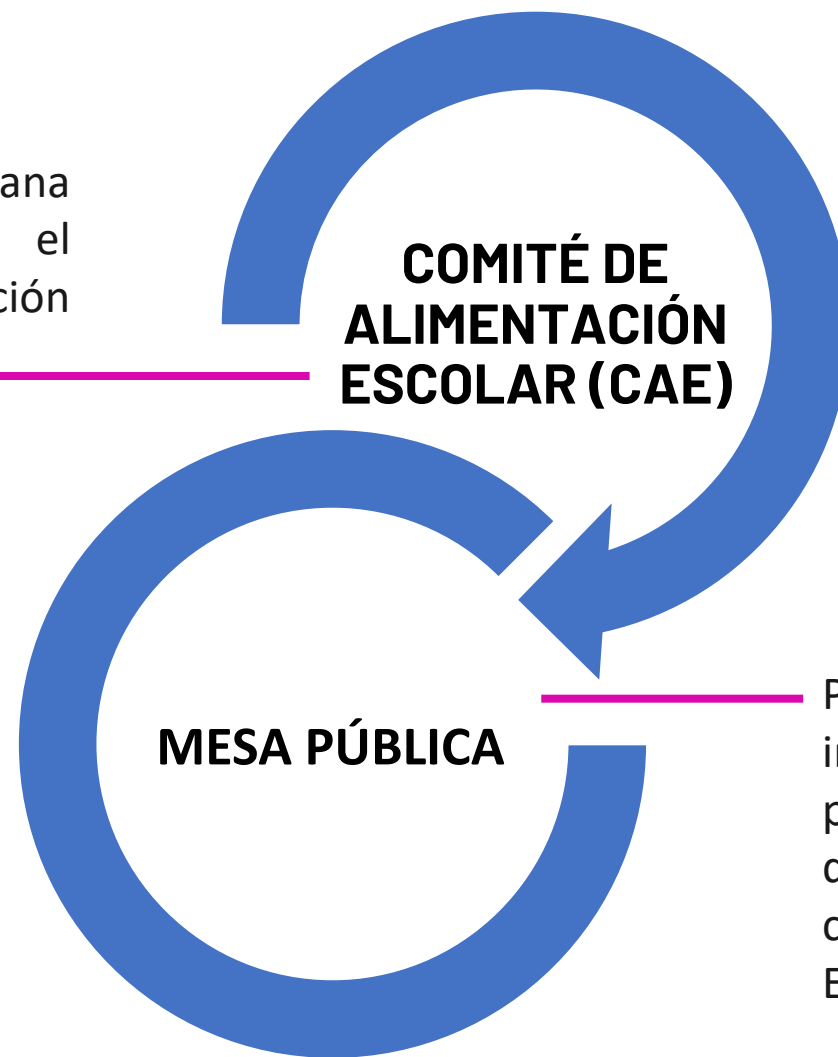 ana
el
ción
COMITÉ DE
ALIMENTACIÓN
ESCOLAR (CAE)
MESA PÚBLICA
P
E